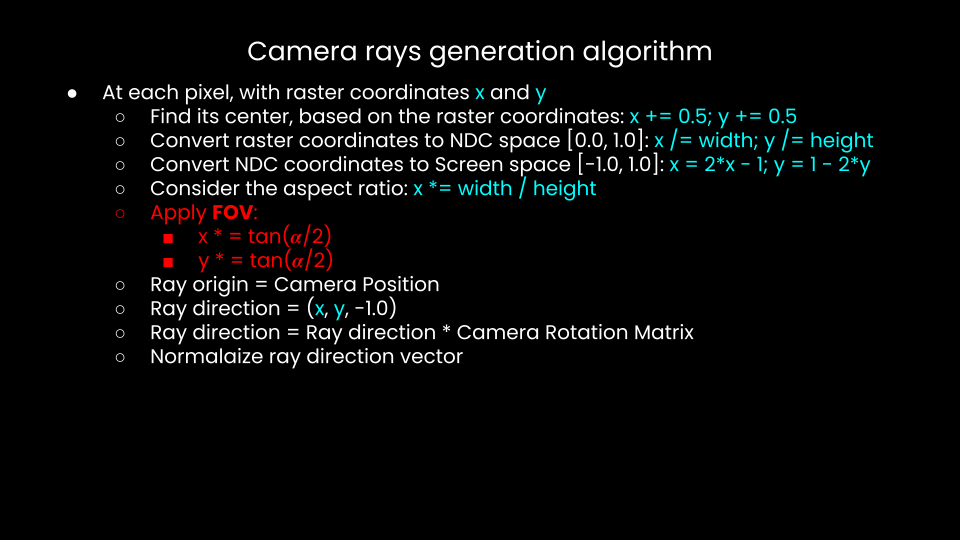 Camera rays generation algorithm
● At each pixel, with raster coordinates x and y
○ Find its center, based on the raster coordinates: x += 0.5; y += 0.5
○ Convert raster coordinates to NDC space [0.0, 1.0]: x /= width; y /= height
○ Convert NDC coordinates to Screen space [-1.0, 1.0]: x = 2*x - 1; y = 1 - 2*y
○ Consider the aspect ratio: x *= width / height
○ Apply FOV:
■ x * = tan(α/2)
■ y * = tan(α/2)
○ Ray origin = Camera Position
○ Ray direction = (x, y, -1.0)
○ Ray direction = Ray direction * Camera Rotation Matrix
○ Normalaize ray direction vector